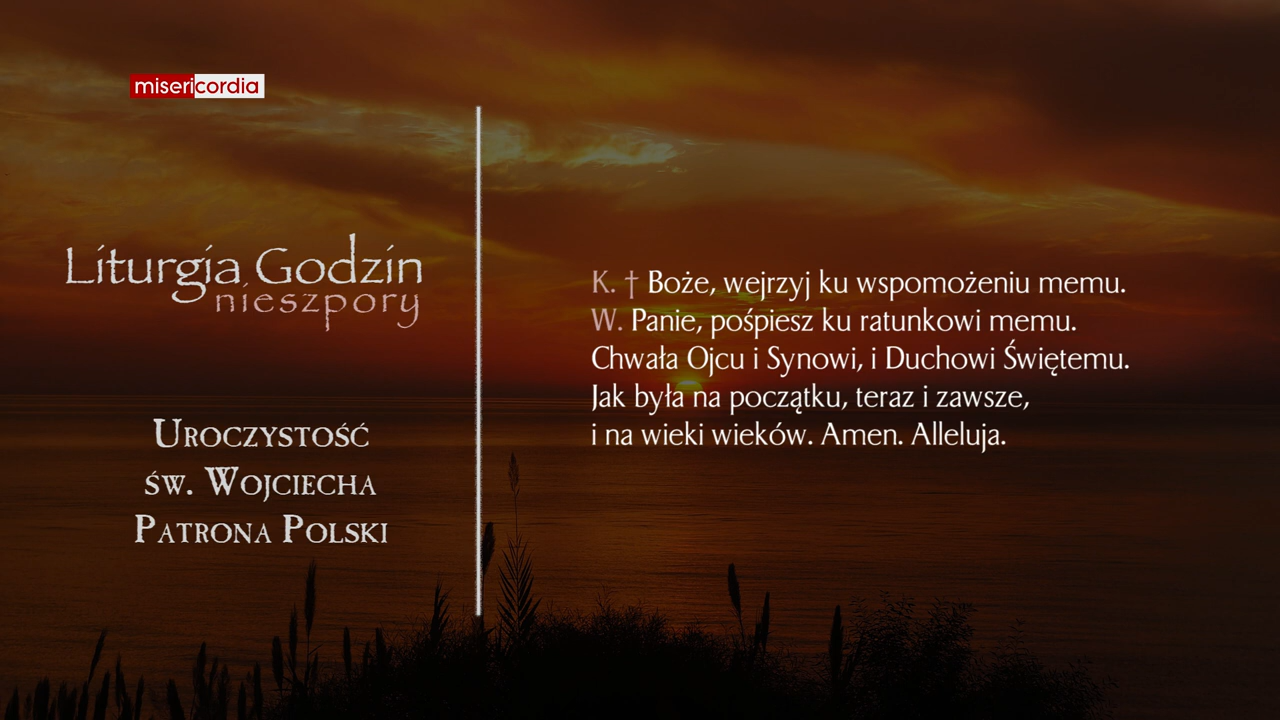 misericordia
Liturgia Godzin
nieszpory
Uroczystość
św. Wojciecha
Patrona Polski
K. † Boże, wejrzyj ku wspomożeniu memu.
W. Panie, pośpiesz ku ratunkowi memu.
Chwała Ojcu i Synowi, i Duchowi Świętemu.
Jak była na początku, teraz i zawsze,
i na wieki wieków. Amen. Alleluja.